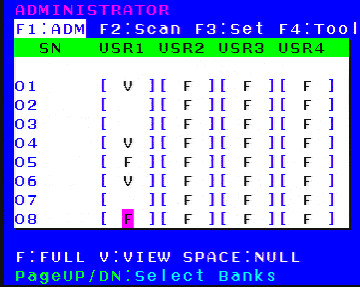 ADMINISTRATOR
F1:ADM F2:Scan F3:Set F4:Tool
SN USR1 USR2 USR3 USR4
01 [ V ][ F ][ F ][ F ]
02 [ ][ F ][ F ][ F ]
03 [ ][ F ][ F ][ F ]
04 [ V ][ F ][ F ][ F ]
05 [ F ][ F ][ F ][ F ]
06 [ V ][ F ][ F ][ F ]
07 [ ][ F ][ F ][ F ]
08 [ F ][ F ][ F ][ F ]
F:FULL V:VIEW SPACE:NULL
PageUP/DN:Select Banks